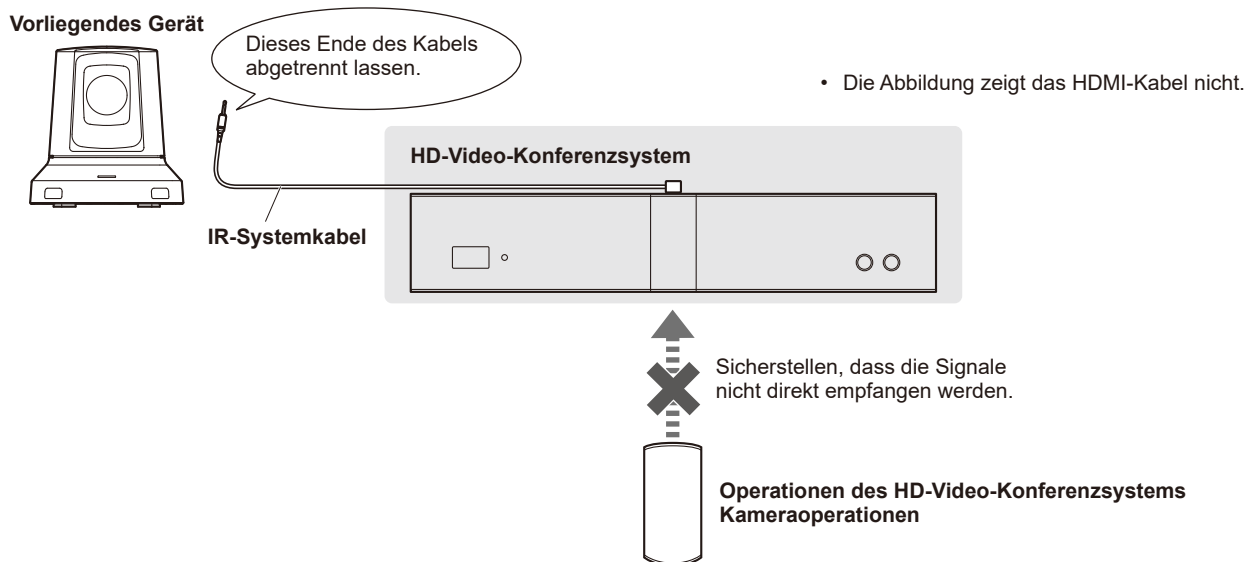 Vorliegendes Gerät
Dieses Ende des Kabels
abgetrennt lassen.
• Die Abbildung zeigt das HDMI-Kabel nicht.
HD-Video-Konferenzsystem
IR-Systemkabel
Sicherstellen, dass die Signale
nicht direkt empfangen werden.
Operationen des HD-Video-Konferenzsystems
Kameraoperationen